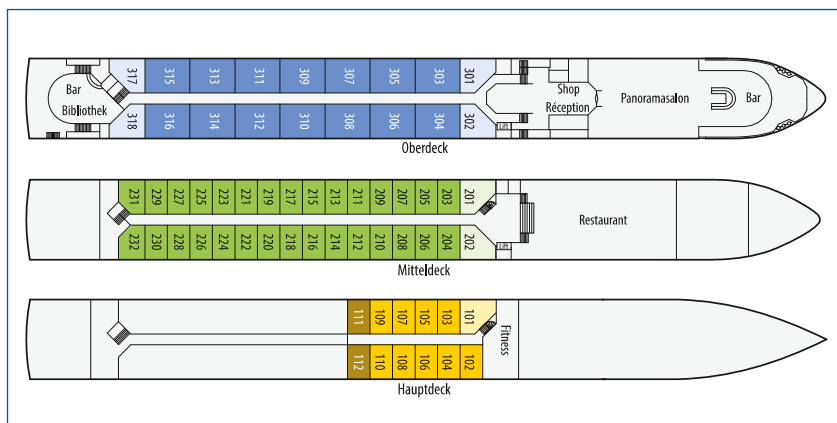 317 315 313 311 309 307 305 303 301
Bar
Bibliothek
Shop
Réception
Panoramasalon
Bar
318 316 314 312 310 308 306 304 302
Lift
Oberdeck
231 229 227 225 223 221 219 217 215 213 211 209 207 205 203 201
Restaurant
232 230 228 226 224 222 220 218 216 214 212 210 208 206 204 202
Lift
Mitteldeck
111 109 107 105 103 101
Fitness
112 110 108 106 104 102
Hauptdeck